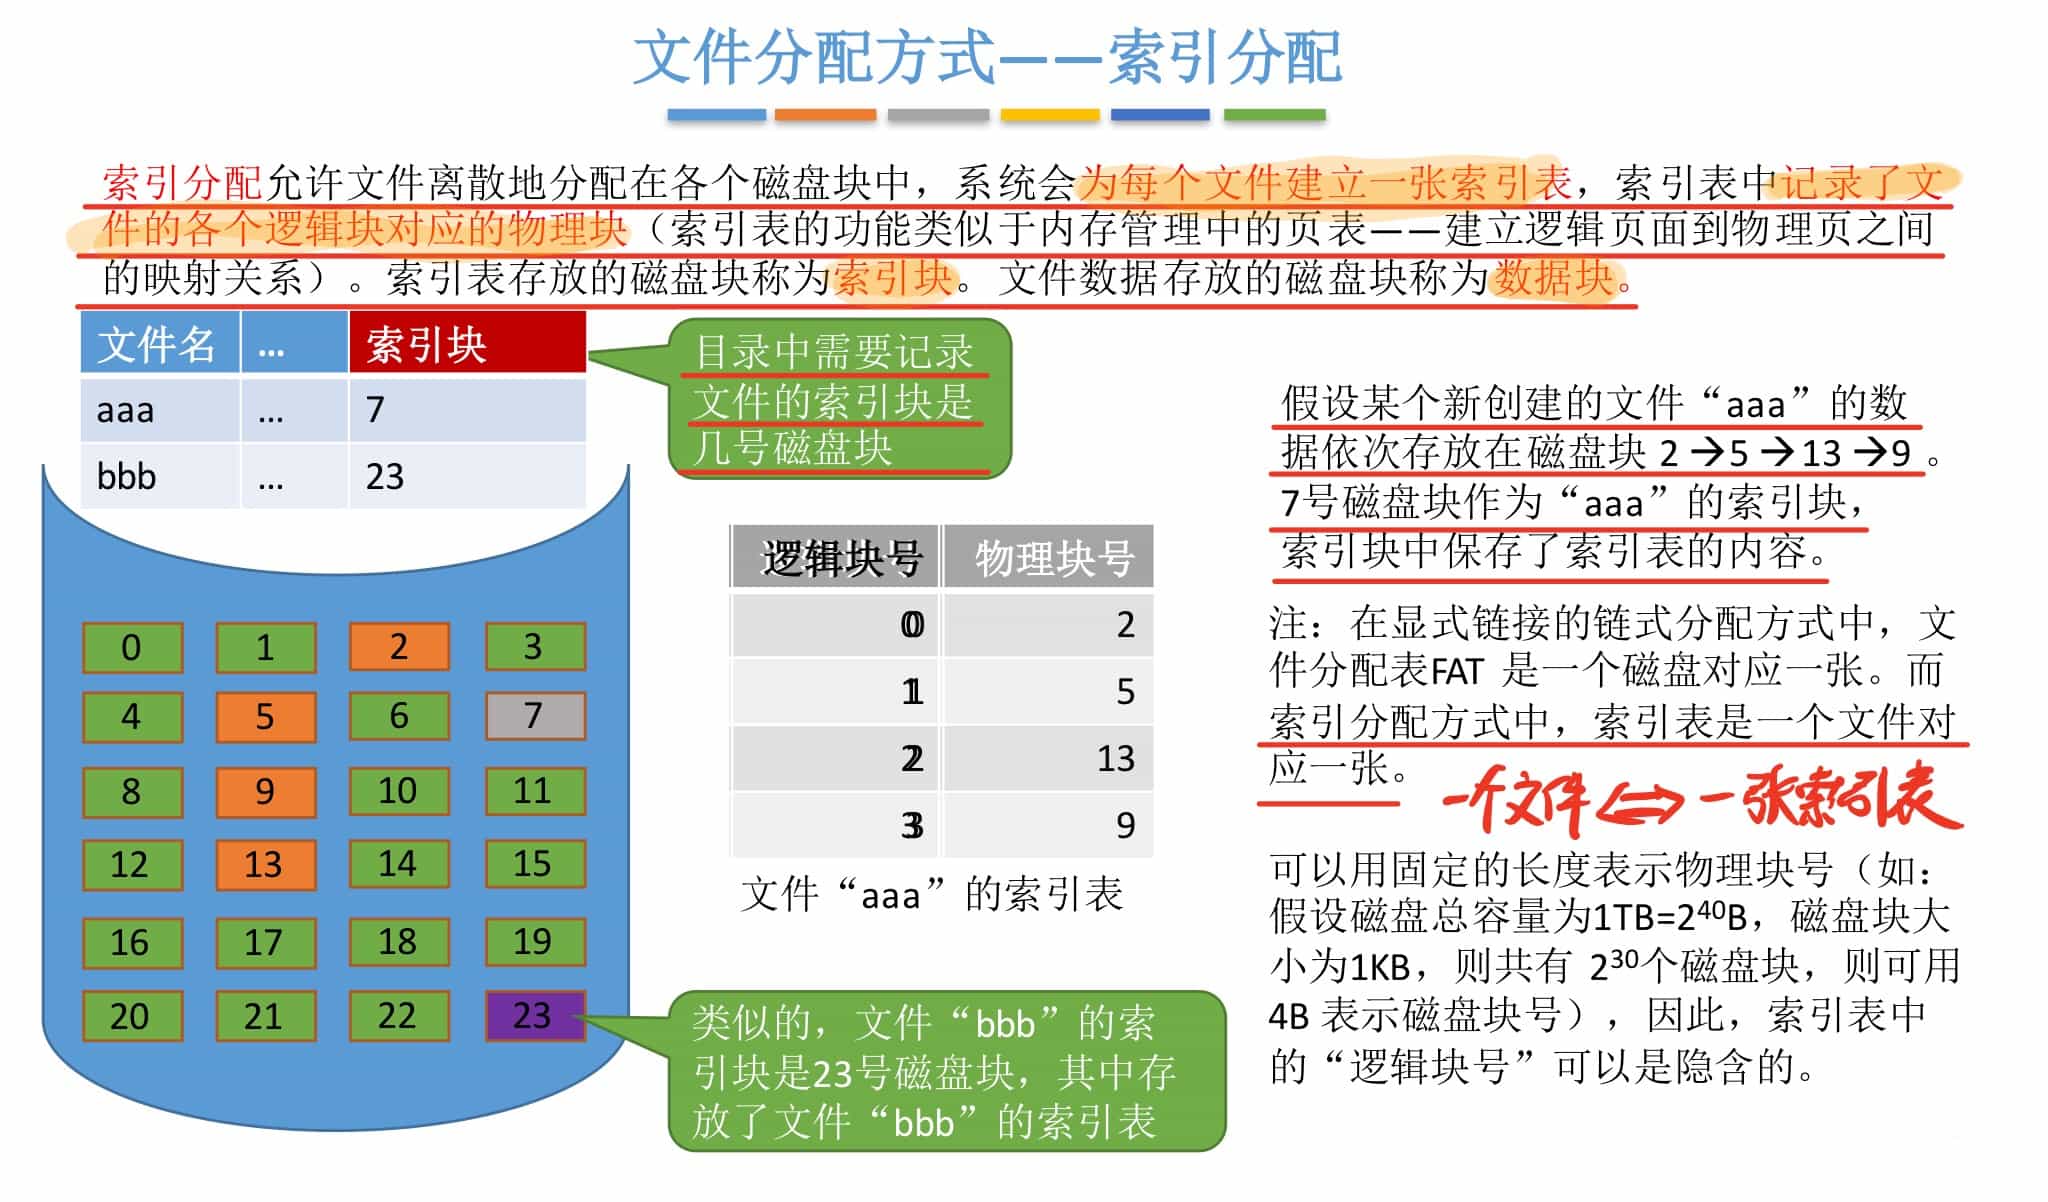 文件分配方式——索引分配
索引分配允许文件离散地分配在各个磁盘块中，系统会为每个文件建立一张索引表，索引表中记录了文
件的各个逻辑块对应的物理块（索引表的功能类似于内存管理中的页表——建立逻辑页面到物理页之间
的映射关系）。索引表存放的磁盘块称为索引块。文件数据存放的磁盘块称为数据块。
文件名 … 索引块
aaa … 7
bbb … 23
目录中需要记录
文件的索引块是
几号磁盘块
0 1 2 3
4 5 6 7
8 9 10 11
12 13 14 15
16 17 18 19
20 21 22 23
逻辑块号 物理块号
0 2
1 5
2 13
3 9
文件“aaa”的索引表
类似的，文件“bbb”的索
引块是23号磁盘块，其中存
放了文件“bbb”的索引表
假设某个新创建的文件“aaa”的数
据依次存放在磁盘块 2 →5 →13 →9 。
7号磁盘块作为“aaa”的索引块，
索引块中保存了索引表的内容。
注：在显式链接的链式分配方式中，文
件分配表FAT 是一个磁盘对应一张。而
索引分配方式中，索引表是一个文件对
应一张。
一个文件⇔一张索引表
可以用固定的长度表示物理块号（如：
假设磁盘总容量为1TB=2⁴⁰B，磁盘块大
小为1KB，则共有 2³⁰个磁盘块，则可用
4B 表示磁盘块号），因此，索引表中
的“逻辑块号”可以是隐含的。